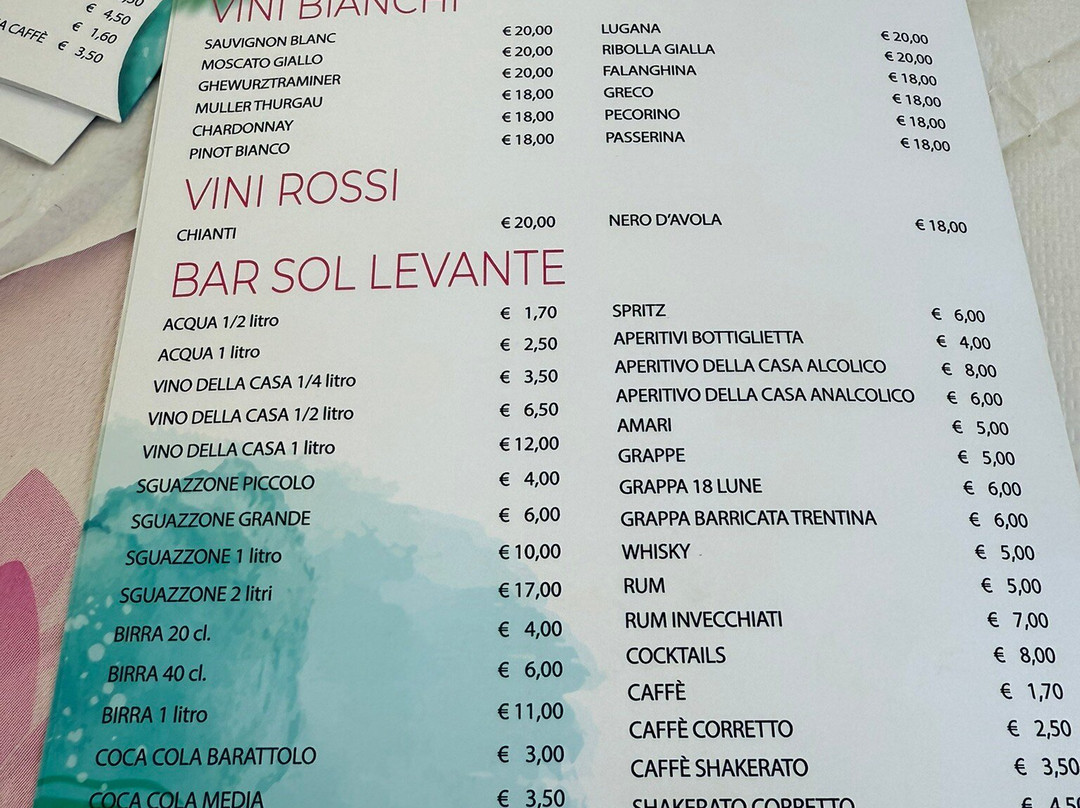 € 4,50
€ 1,60
CAFFÈ € 3,50
VINI BIANCHI
SAUVIGNON BLANC € 20,00
MOSCATO GIALLO € 20,00
GHEWURZTRAMINER € 20,00
MULLER THURGAU € 18,00
CHARDONNAY € 18,00
PINOT BIANCO € 18,00
LUGANA € 20,00
RIBOLLA GIALLA € 20,00
FALANGHINA € 18,00
GRECO € 18,00
PECORINO € 18,00
PASSERINA € 18,00
VINI ROSSI
CHIANTI € 20,00
NERO D'AVOLA € 18,00
BAR SOL LEVANTE
ACQUA 1/2 litro € 1,70
ACQUA 1 litro € 2,50
VINO DELLA CASA 1/4 litro € 3,50
VINO DELLA CASA 1/2 litro € 6,50
VINO DELLA CASA 1 litro € 12,00
SGUAZZONE PICCOLO € 4,00
SGUAZZONE GRANDE € 6,00
SGUAZZONE 1 litro € 10,00
SGUAZZONE 2 litri € 17,00
BIRRA 20 cl. € 4,00
BIRRA 40 cl. € 6,00
BIRRA 1 litro € 11,00
COCA COLA BARATTOLO € 3,00
COCA COLA MEDIA € 3,50
SPRITZ € 6,00
APERITIVI BOTTIGLIETTA € 4,00
APERITIVO DELLA CASA ALCOLICO € 8,00
APERITIVO DELLA CASA ANALCOLICO € 6,00
AMARI € 5,00
GRAPPE € 5,00
GRAPPA 18 LUNE € 6,00
GRAPPA BARRICATA TRENTINA € 6,00
WHISKY € 5,00
RUM € 5,00
RUM INVECCHIATI € 7,00
COCKTAILS € 8,00
CAFFÈ € 1,70
CAFFÈ CORRETTO € 2,50
CAFFÈ SHAKERATO € 3,50
SHAKERATO CORRETTO € 4,50